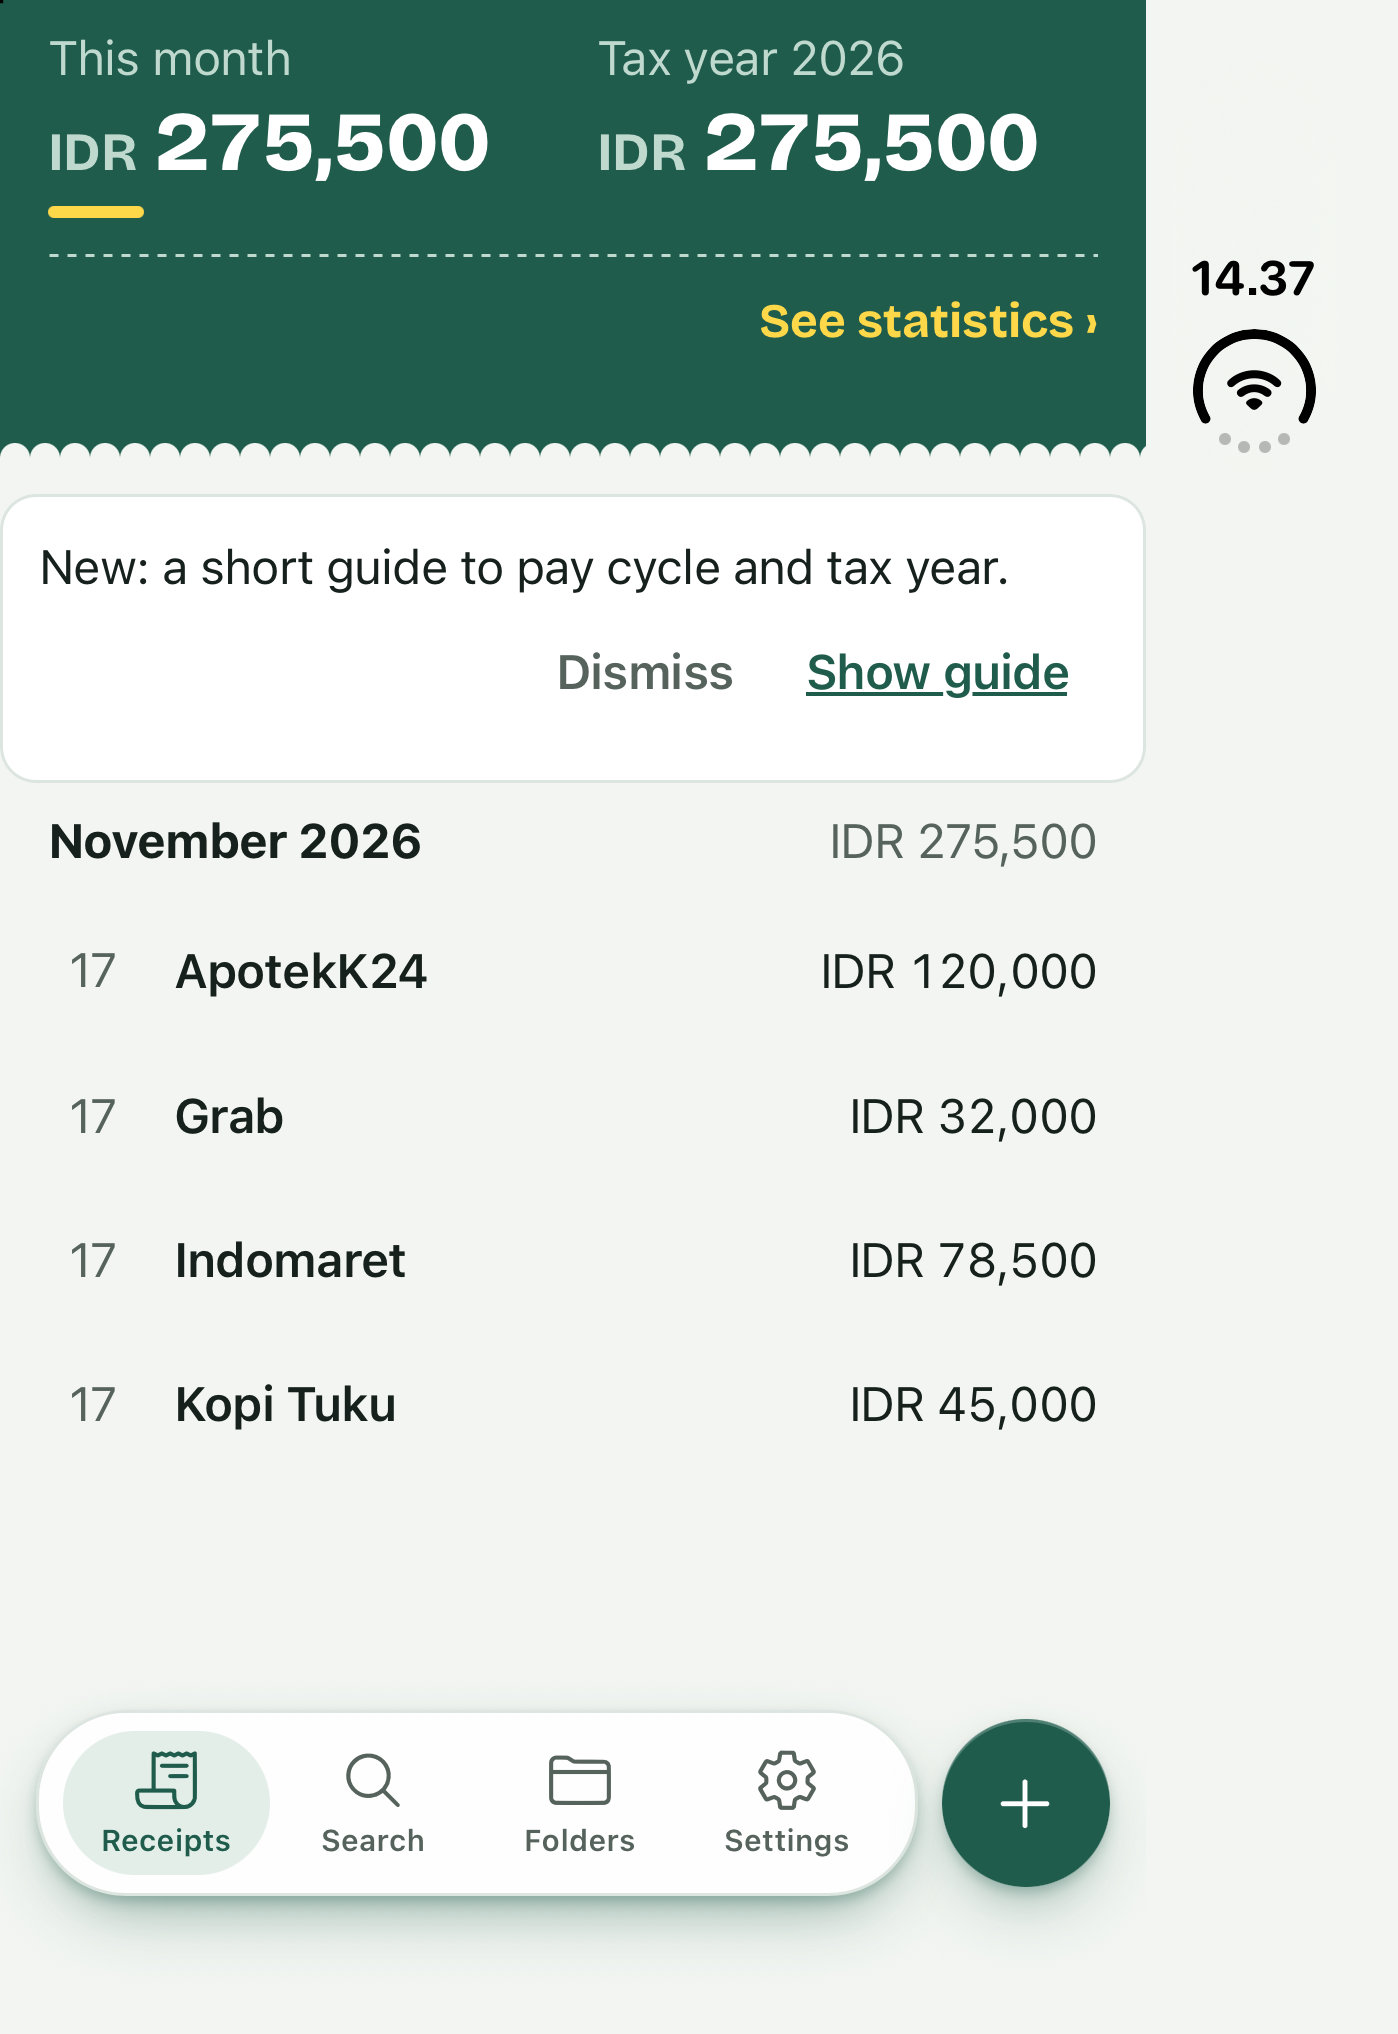 This month
IDR 275,500
Tax year 2026
IDR 275,500
See statistics ›
14.37
New: a short guide to pay cycle and tax year.
Dismiss Show guide
November 2026 IDR 275,500
17 ApotekK24 IDR 120,000
17 Grab IDR 32,000
17 Indomaret IDR 78,500
17 Kopi Tuku IDR 45,000
Receipts Search Folders Settings